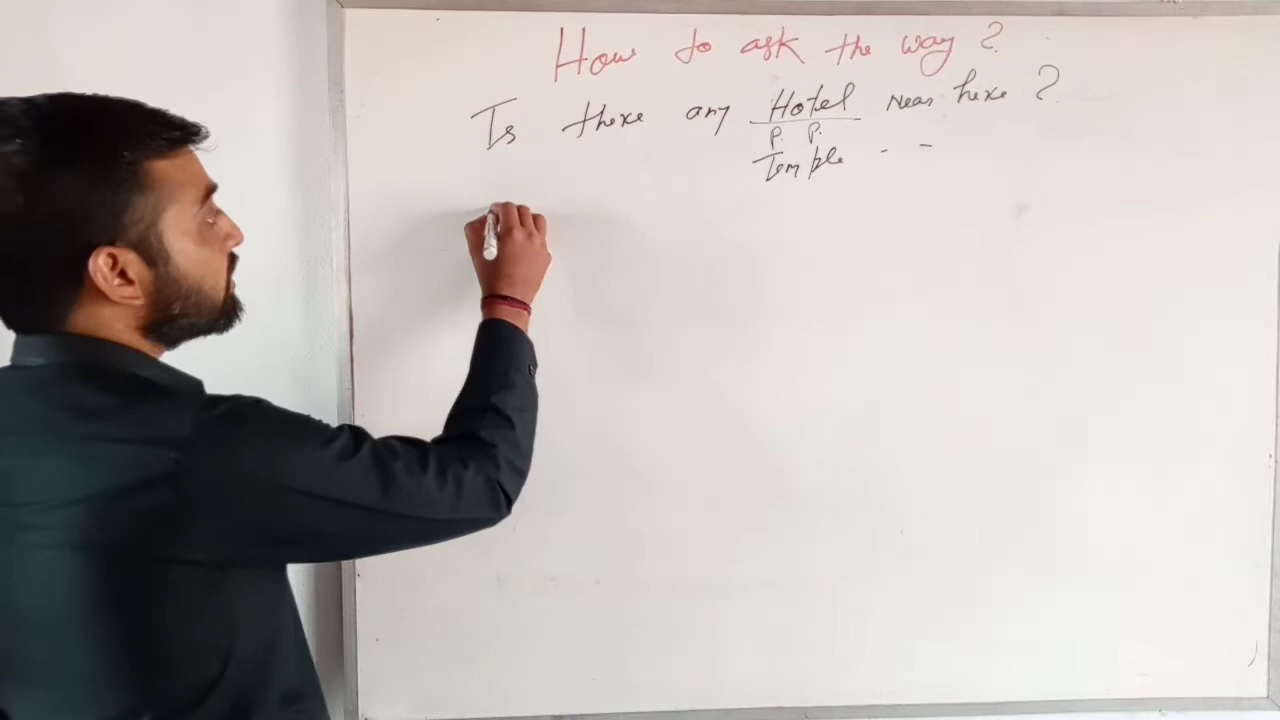 How to ask the way ?
Is there any Hotel near here ?
P. P.
Temple - -